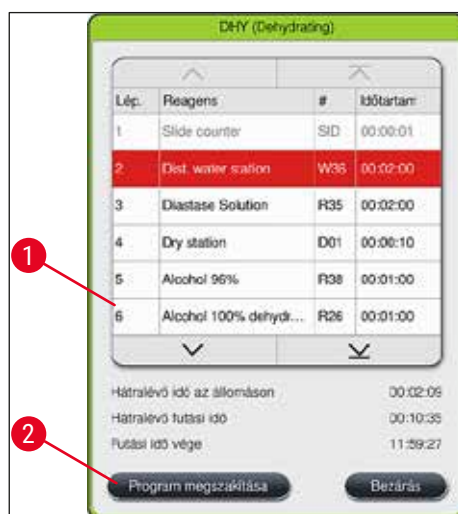 DHY (Dehydrating)
Lép. Reagens # Időtartam
1 Slide counter SID 00:00:01
2 Dist. water station W36 00:02:00
3 Diastase Solution R35 00:02:00
4 Dry station D01 00:00:10
5 Alcohol 96% R38 00:01:00
6 Alcohol 100% dehydr... R26 00:01:00
1
Hátralévő idő az állomáson 00:02:09
Hátralévő futási idő 00:10:35
Futási idő vége 11:59:27
2
Program megszakítása Bezárás